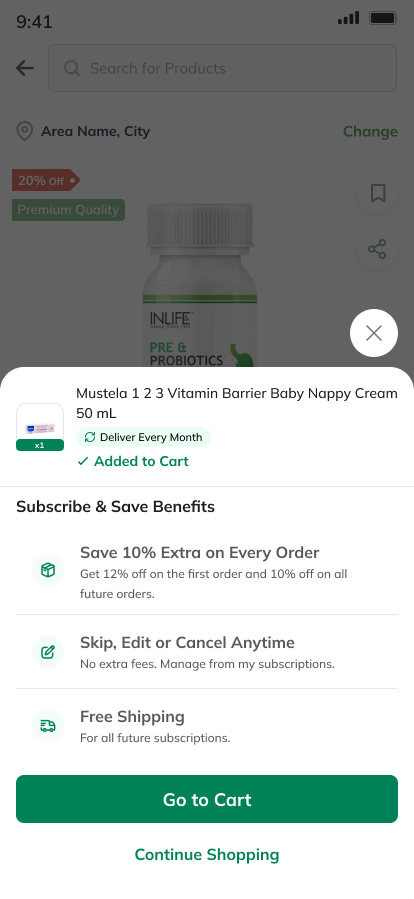 9:41
Search for Products
Area Name, City
Change
20% Off
Premium Quality
INLIFE
PRE &
PROBIOTICS
Mustela 1 2 3 Vitamin Barrier Baby Nappy Cream
50 mL
x1
Deliver Every Month
Added to Cart
Subscribe & Save Benefits
Save 10% Extra on Every Order
Get 12% off on the first order and 10% off on all
future orders.
Skip, Edit or Cancel Anytime
No extra fees. Manage from my subscriptions.
Free Shipping
For all future subscriptions.
Go to Cart
Continue Shopping